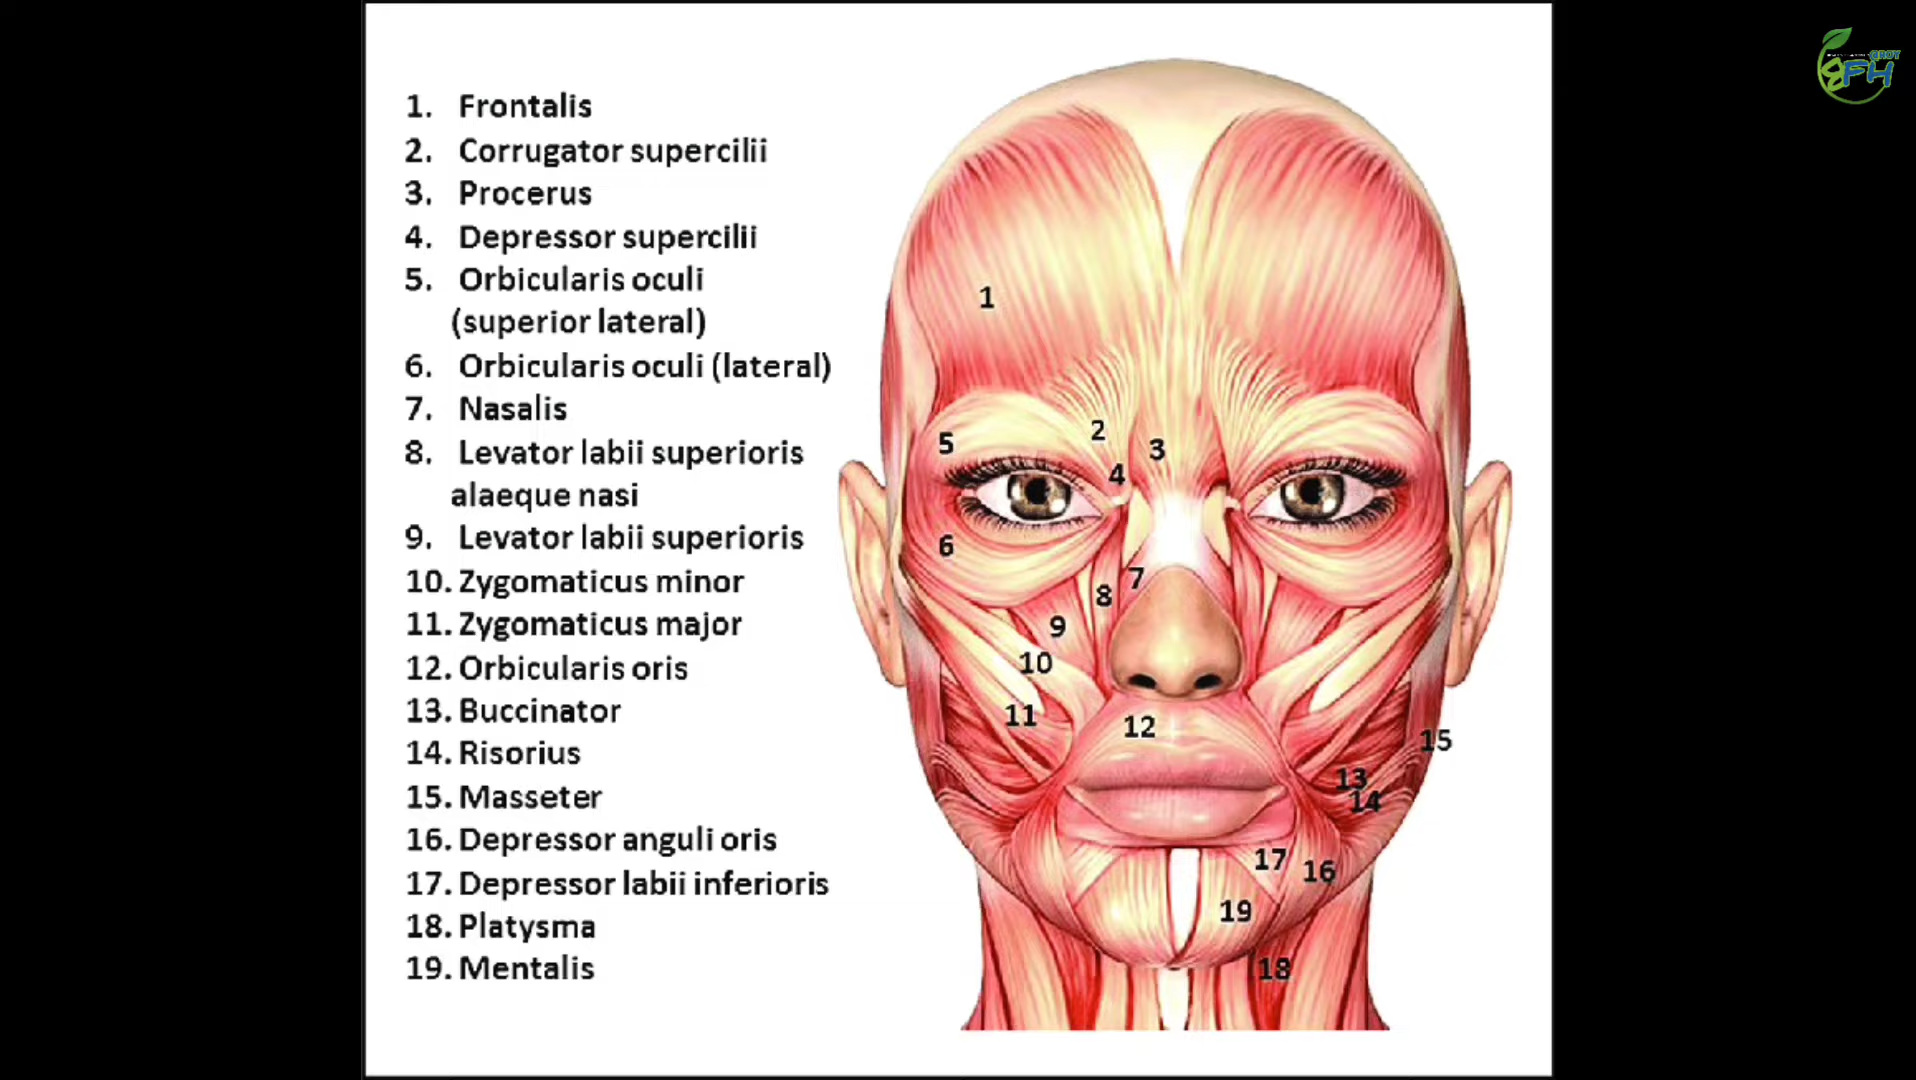 1. Frontalis
2. Corrugator supercilii
3. Procerus
4. Depressor supercilii
5. Orbicularis oculi
(superior lateral)
6. Orbicularis oculi (lateral)
7. Nasalis
8. Levator labii superioris
alaeque nasi
9. Levator labii superioris
10. Zygomaticus minor
11. Zygomaticus major
12. Orbicularis oris
13. Buccinator
14. Risorius
15. Masseter
16. Depressor anguli oris
17. Depressor labii inferioris
18. Platysma
19. Mentalis
1
2
3
5
4
6
7
8
9
10
11
12
15
13
14
17
16
19
18
QRUY
FH